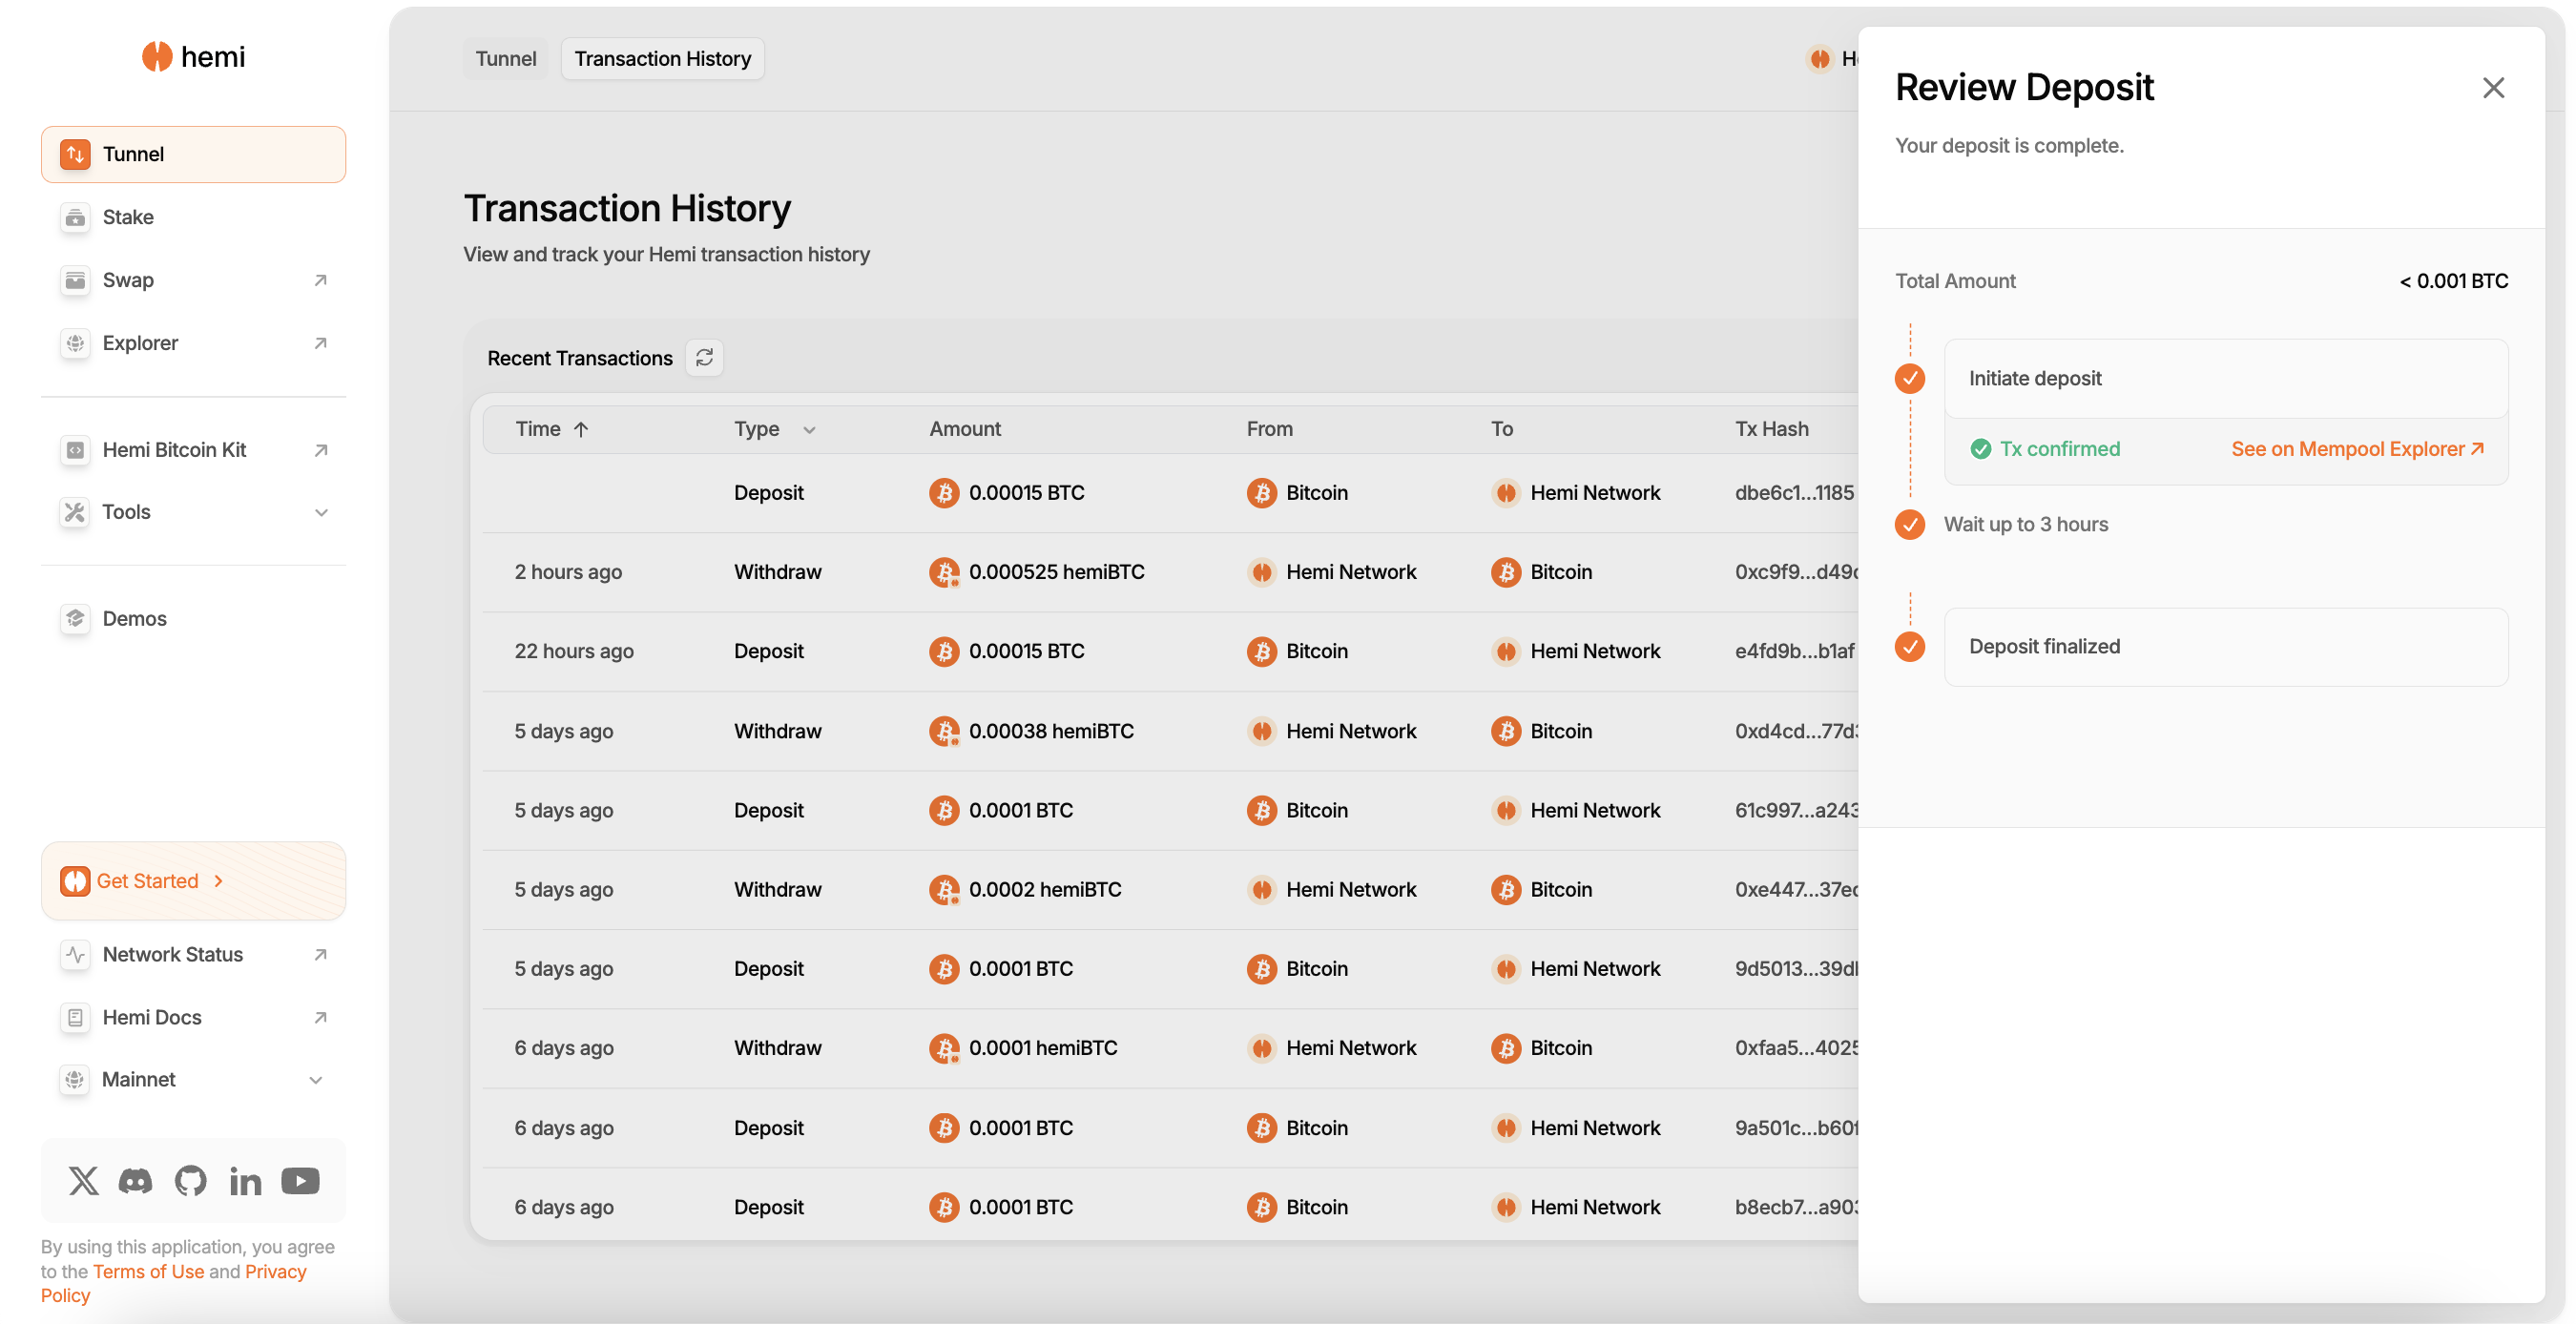 hemi
Tunnel
Stake
Swap
Explorer
Hemi Bitcoin Kit
Tools
Demos
Get Started
Network Status
Hemi Docs
Mainnet
By using this application, you agree
to the Terms of Use and Privacy
Policy
Tunnel
Transaction History
Transaction History
View and track your Hemi transaction history
Recent Transactions
Time Type Amount From To Tx Hash
Deposit 0.00015 BTC Bitcoin Hemi Network dbe6c1...1185
2 hours ago Withdraw 0.000525 hemiBTC Hemi Network Bitcoin 0xc9f9...d49
22 hours ago Deposit 0.00015 BTC Bitcoin Hemi Network e4fd9b...b1af
5 days ago Withdraw 0.00038 hemiBTC Hemi Network Bitcoin 0xd4cd...77d
5 days ago Deposit 0.0001 BTC Bitcoin Hemi Network 61c997...a243
5 days ago Withdraw 0.0002 hemiBTC Hemi Network Bitcoin 0xe447...37e
5 days ago Deposit 0.0001 BTC Bitcoin Hemi Network 9d5013...39d
6 days ago Withdraw 0.0001 hemiBTC Hemi Network Bitcoin 0xfaa5...4025
6 days ago Deposit 0.0001 BTC Bitcoin Hemi Network 9a501c...b60f
6 days ago Deposit 0.0001 BTC Bitcoin Hemi Network b8ecb7...a90
Review Deposit
Your deposit is complete.
Total Amount < 0.001 BTC
Initiate deposit
Tx confirmed See on Mempool Explorer
Wait up to 3 hours
Deposit finalized